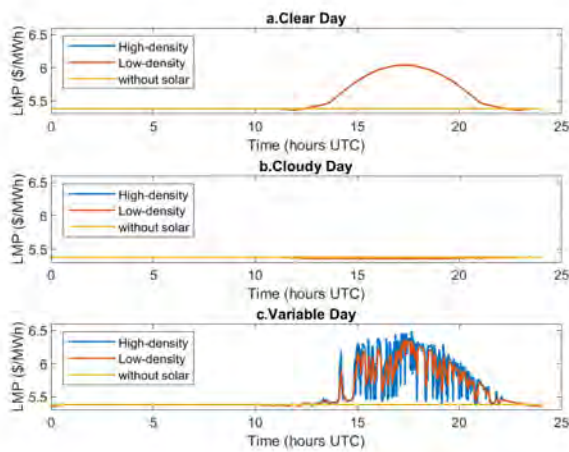 a.Clear Day
LMP ($/MWh)
6.5
6
5.5
High-density
Low-density
without solar
0 5 10 15 20 25
Time (hours UTC)
b.Cloudy Day
LMP ($/MWh)
6.5
6
5.5
High-density
Low-density
without solar
0 5 10 15 20 25
Time (hours UTC)
c.Variable Day
LMP ($/MWh)
6.5
6
5.5
High-density
Low-density
without solar
0 5 10 15 20 25
Time (hours UTC)